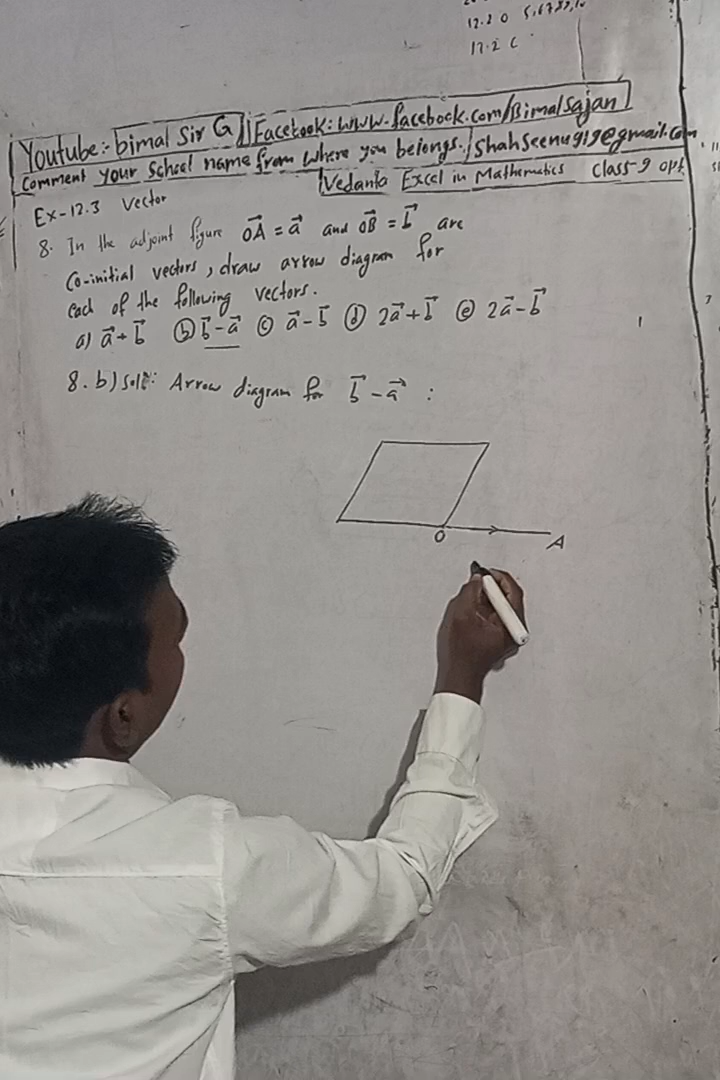 12.2 C
Youtube:- bimal Sir G || Facebook: www.facebook.com/Bimalsajan
Comment your School name from where you belongs. / Shahseenu919@gmail.com
Vedanta Excel in Mathematics Class-9 opt
Ex-12.3 Vector
8. In the adjoint figure O⃗A = a⃗ and O⃗B = b⃗ are
Co-initial vectors, draw arrow diagram for
each of the following vectors.
a) a⃗ + b⃗ (b) b⃗ - a⃗ (c) a⃗ - b⃗ (d) 2a⃗ + b⃗ (e) 2a⃗ - b⃗
8. b) Solⁿ: Arrow diagram for b⃗ - a⃗ :
O
A